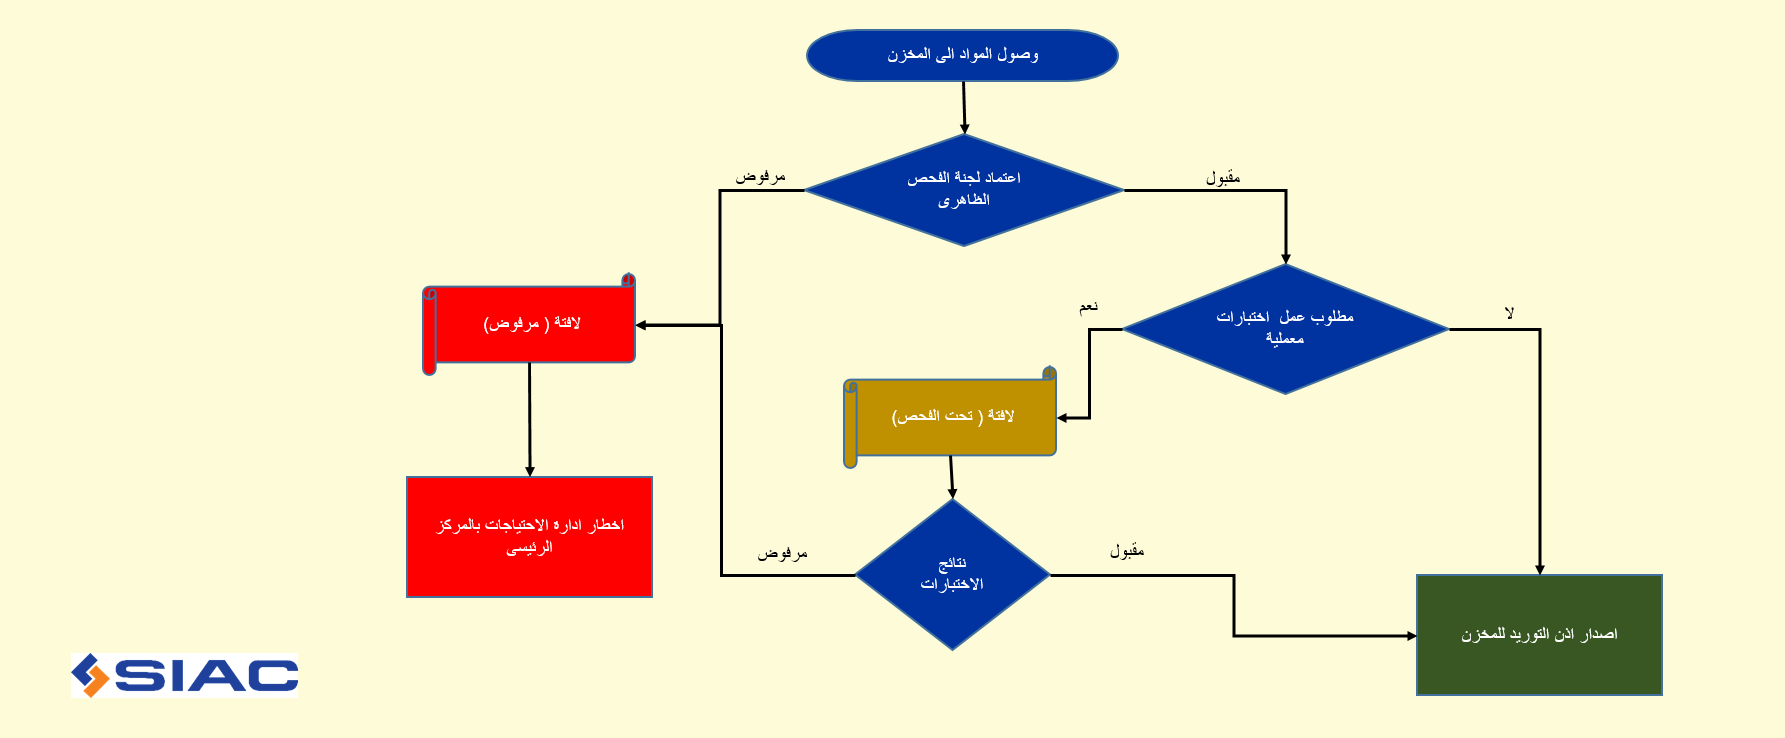 وصول المواد الى المخزن
اعتماد لجنة الفحص
الظاهرى
مرفوض
مقبول
مطلوب عمل اختبارات
معملية
نعم
لا
لافتة ( مرفوض)
لافتة ( تحت الفحص)
اخطار ادارة الاحتياجات بالمركز
الرئيسى
نتائج
الاختبارات
مرفوض
مقبول
اصدار اذن التوريد للمخزن
SIAC